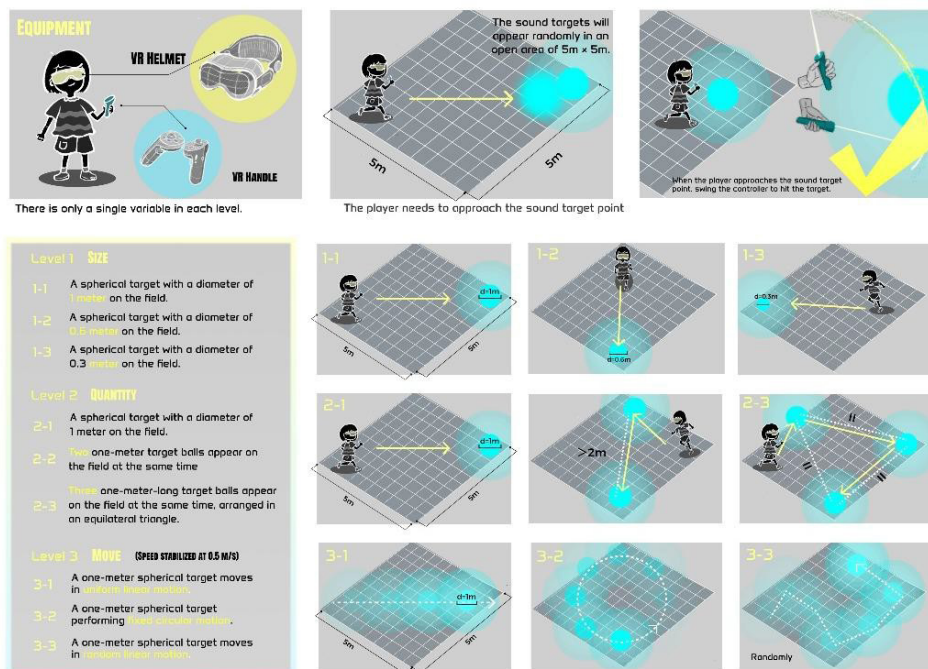 EQUIPMENT
VR HELMET
VR HANDLE
The sound targets will
appear randomly in an
open area of 5m × 5m.
5m
5m
When the player approaches the sound target
point, swing the controller to hit the target.
There is only a single variable in each level.
The player needs to approach the sound target point
Level 1 SIZE
1-1 A spherical target with a diameter of
1 meter on the field.
1-2 A spherical target with a diameter of
0.6 meter on the field.
1-3 A spherical target with a diameter of
0.3 meter on the field.
Level 2 QUANTITY
2-1 A spherical target with a diameter of
1 meter on the field.
2-2 Two one-meter target balls appear on
the field at the same time
2-3 Three one-meter-long target balls appear
on the field at the same time, arranged in
an equilateral triangle.
Level 3 MOVE (SPEED STABILIZED AT 0.5 M/S)
3-1 A one-meter spherical target moves
in uniform linear motion.
3-2 A one-meter spherical target
performing fixed circular motion.
3-3 A one-meter spherical target moves
in random linear motion.
1-1
d=1m
5m
5m
1-2
d=0.6m
1-3
d=0.3m
2-1
d=1m
5m
5m
>2m
2-3
3-1
d=1m
5m
5m
3-2
3-3
Randomly